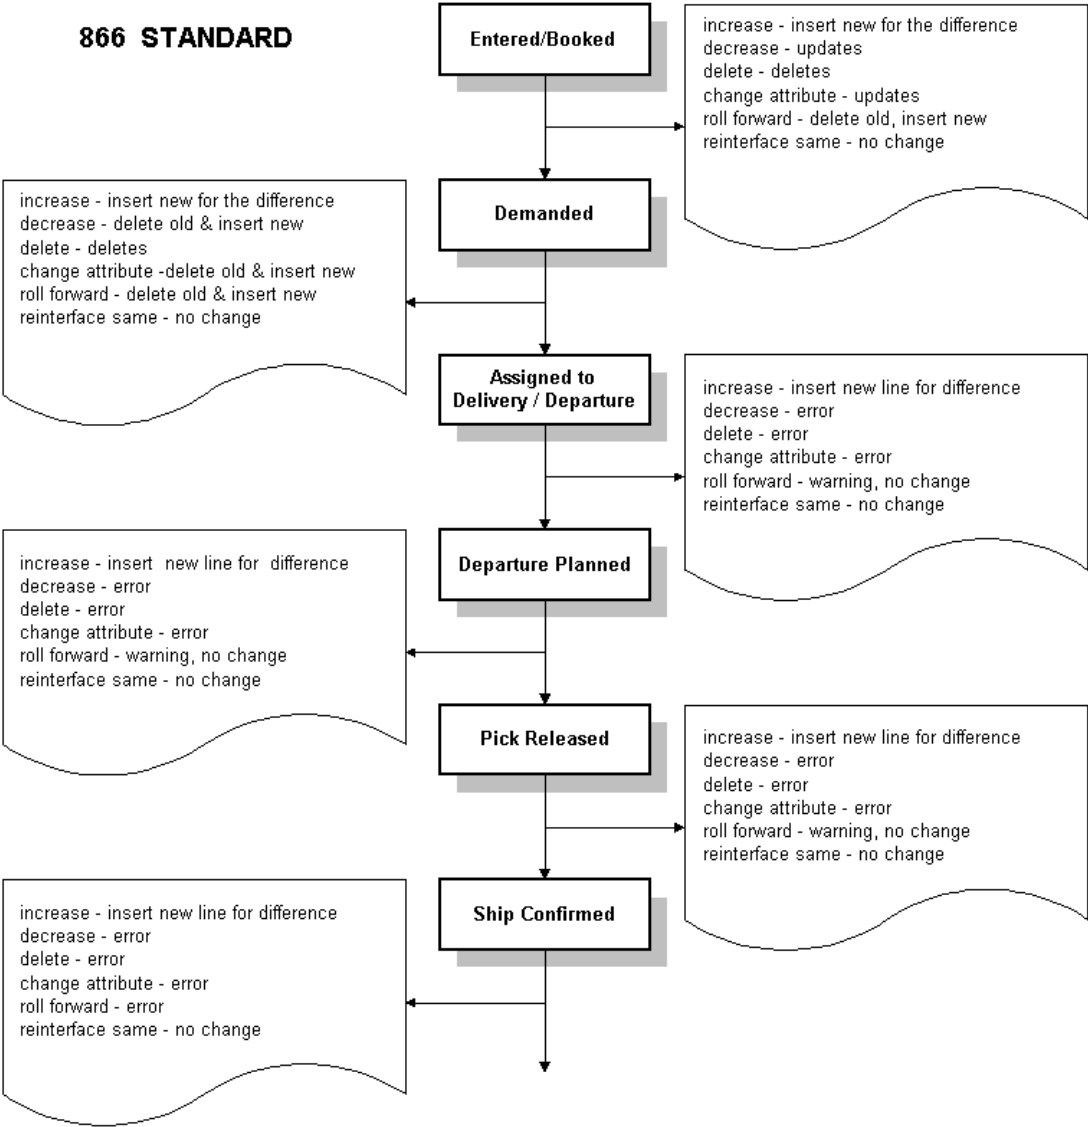 866 STANDARD
Entered/Booked
increase - insert new for the difference
decrease - updates
delete - deletes
change attribute - updates
roll forward - delete old, insert new
reinterface same - no change
Demanded
increase - insert new for the difference
decrease - delete old & insert new
delete - deletes
change attribute -delete old & insert new
roll forward - delete old & insert new
reinterface same - no change
Assigned to
Delivery / Departure
increase - insert new line for difference
decrease - error
delete - error
change attribute - error
roll forward - warning, no change
reinterface same - no change
Departure Planned
increase - insert new line for difference
decrease - error
delete - error
change attribute - error
roll forward - warning, no change
reinterface same - no change
Pick Released
increase - insert new line for difference
decrease - error
delete - error
change attribute - error
roll forward - warning, no change
reinterface same - no change
Ship Confirmed
increase - insert new line for difference
decrease - error
delete - error
change attribute - error
roll forward - error
reinterface same - no change